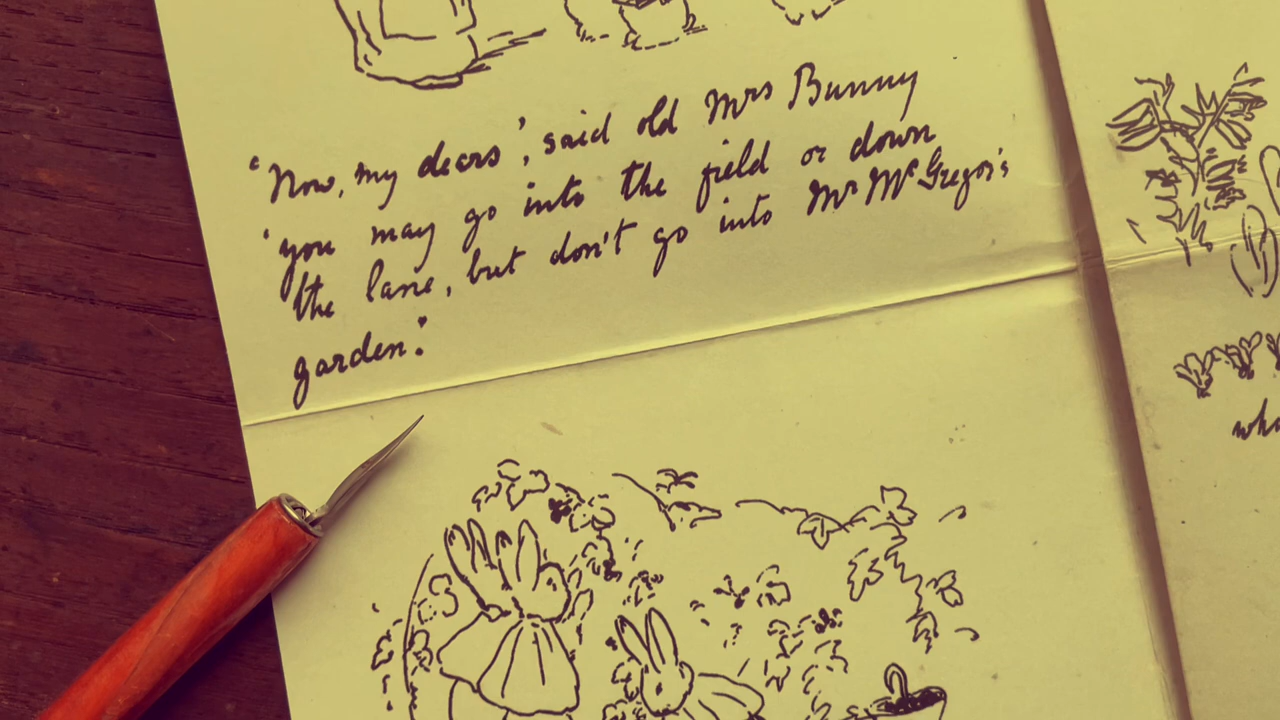 "Now, my dears', said old Mrs Bunny
'you may go into the field or down
the lane, but don't go into Mr McGregor's
garden."